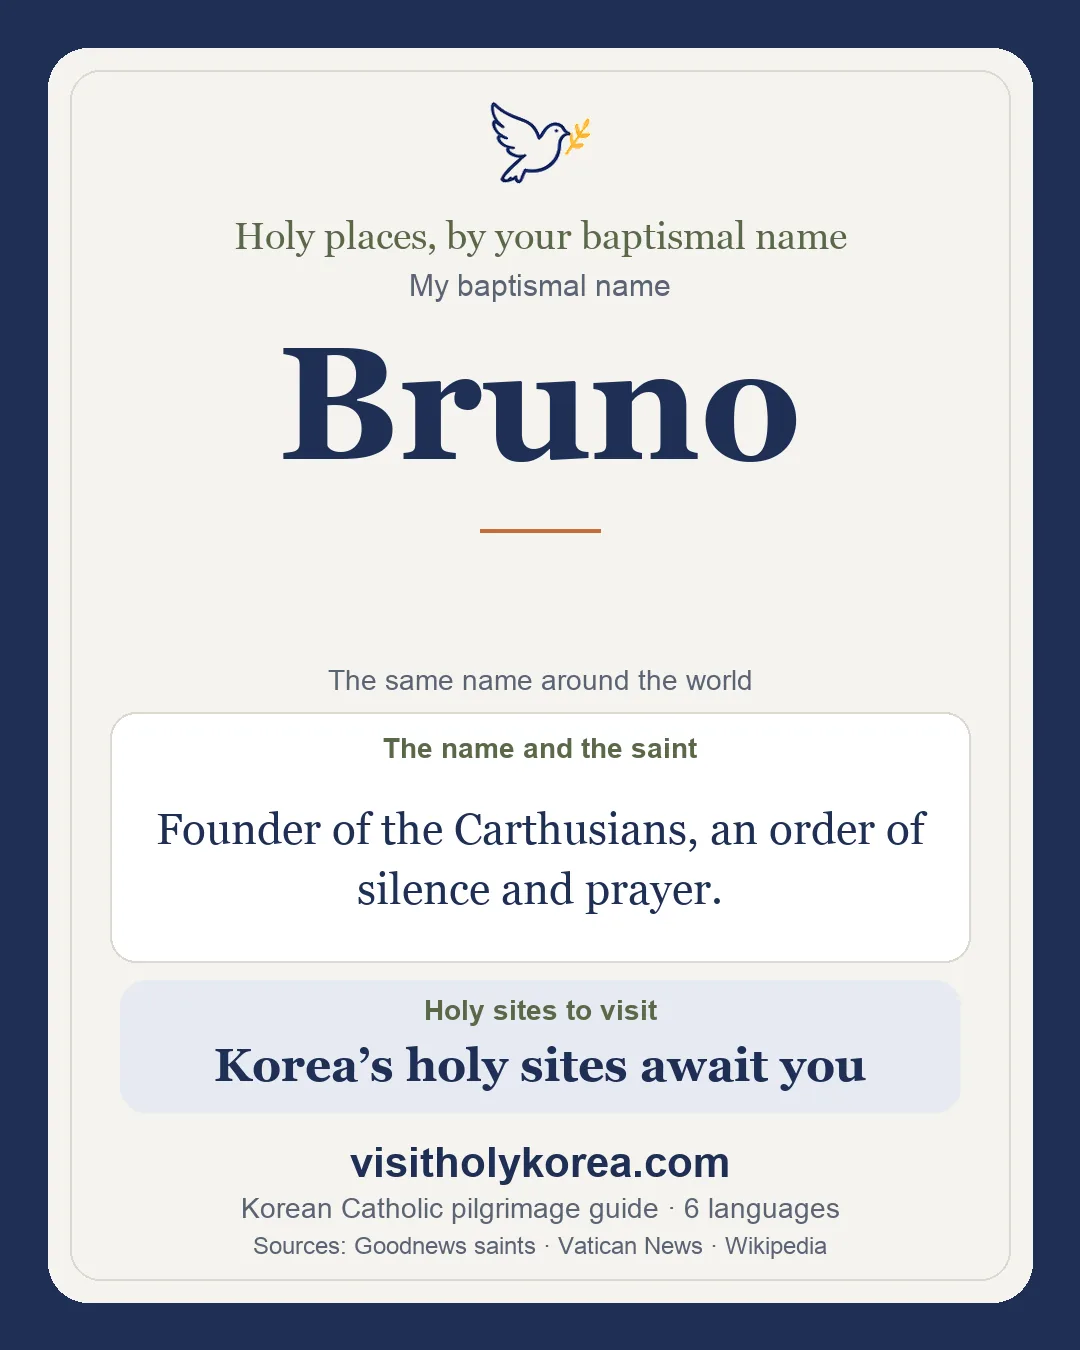 Holy places, by your baptismal name
My baptismal name
Bruno
The same name around the world
The name and the saint
Founder of the Carthusians, an order of
silence and prayer.
Holy sites to visit
Korea’s holy sites await you
visitholykorea.com
Korean Catholic pilgrimage guide · 6 languages
Sources: Goodnews saints · Vatican News · Wikipedia